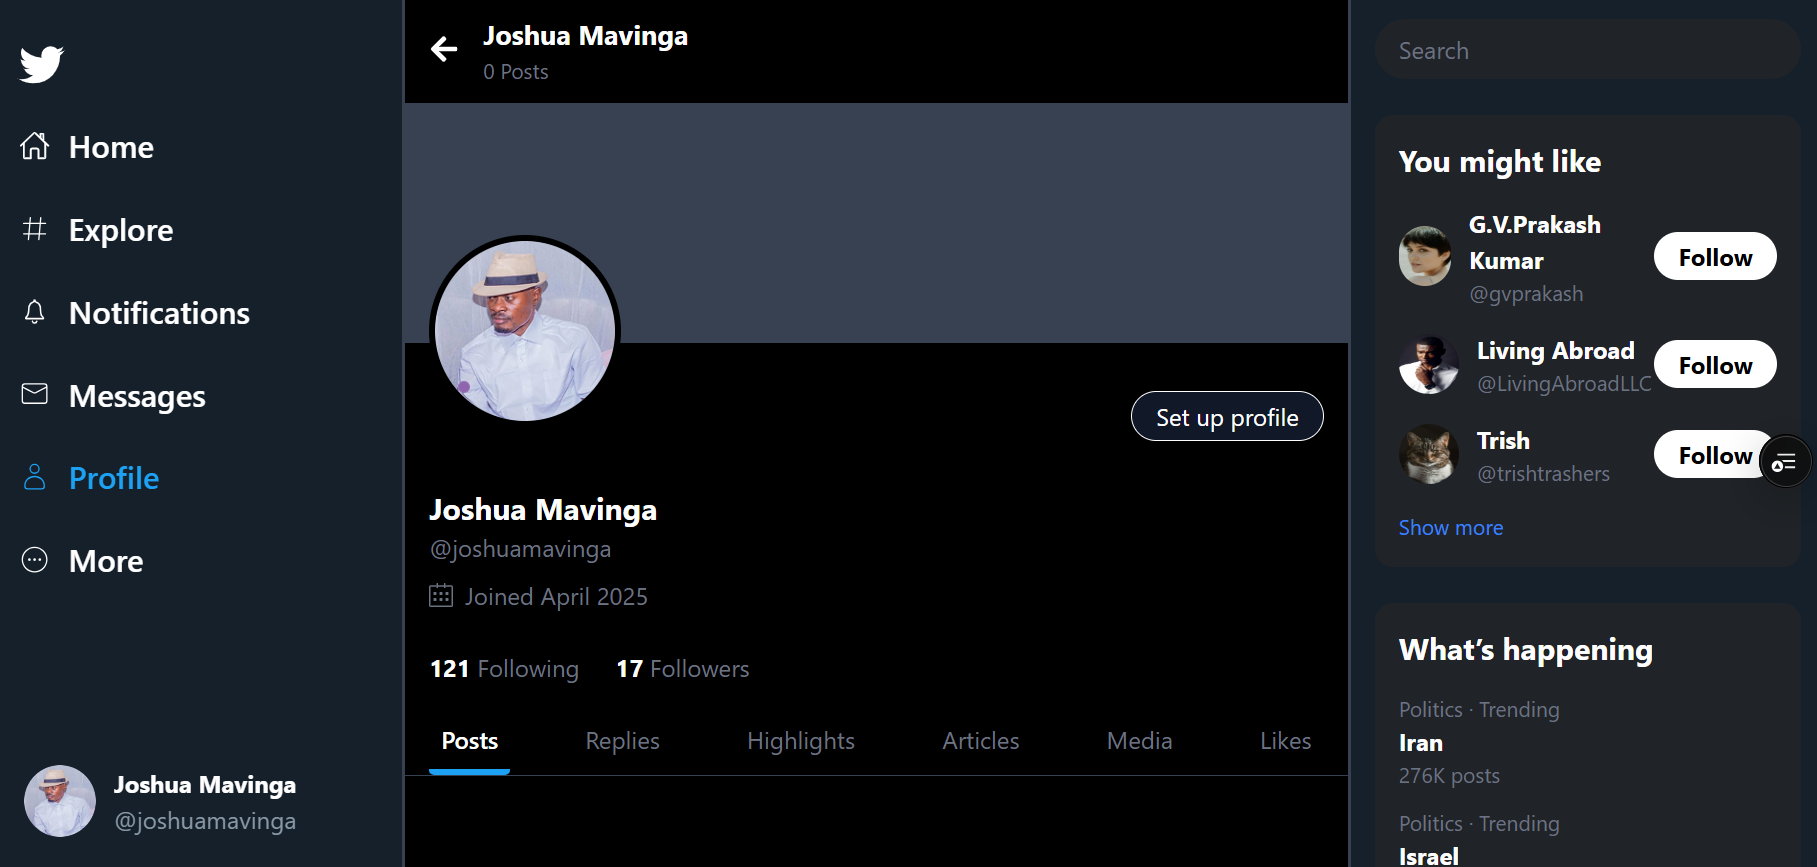 Home
Explore
Notifications
Messages
Profile
More
Joshua Mavinga
@joshuamavinga
Joshua Mavinga
0 Posts
Set up profile
Joshua Mavinga
@joshuamavinga
Joined April 2025
121 Following 17 Followers
Posts Replies Highlights Articles Media Likes
Search
You might like
G.V.Prakash
Kumar
@gvprakash
Follow
Living Abroad
@LivingAbroadLLC
Follow
Trish
@trishtrashers
Follow
Show more
What’s happening
Politics · Trending
Iran
276K posts
Politics · Trending
Israel